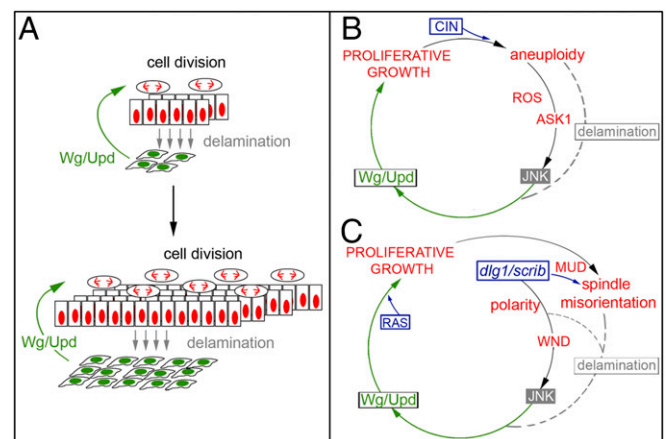 A
cell division
delamination
Wg/Upd
cell division
Wg/Upd
delamination
B
CIN
PROLIFERATIVE
GROWTH
aneuploidy
ROS
ASK1
delamination
Wg/Upd
JNK
C
PROLIFERATIVE
GROWTH
MUD
dlg1/scrib
spindle
misorientation
RAS
polarity
WND
delamination
Wg/Upd
JNK